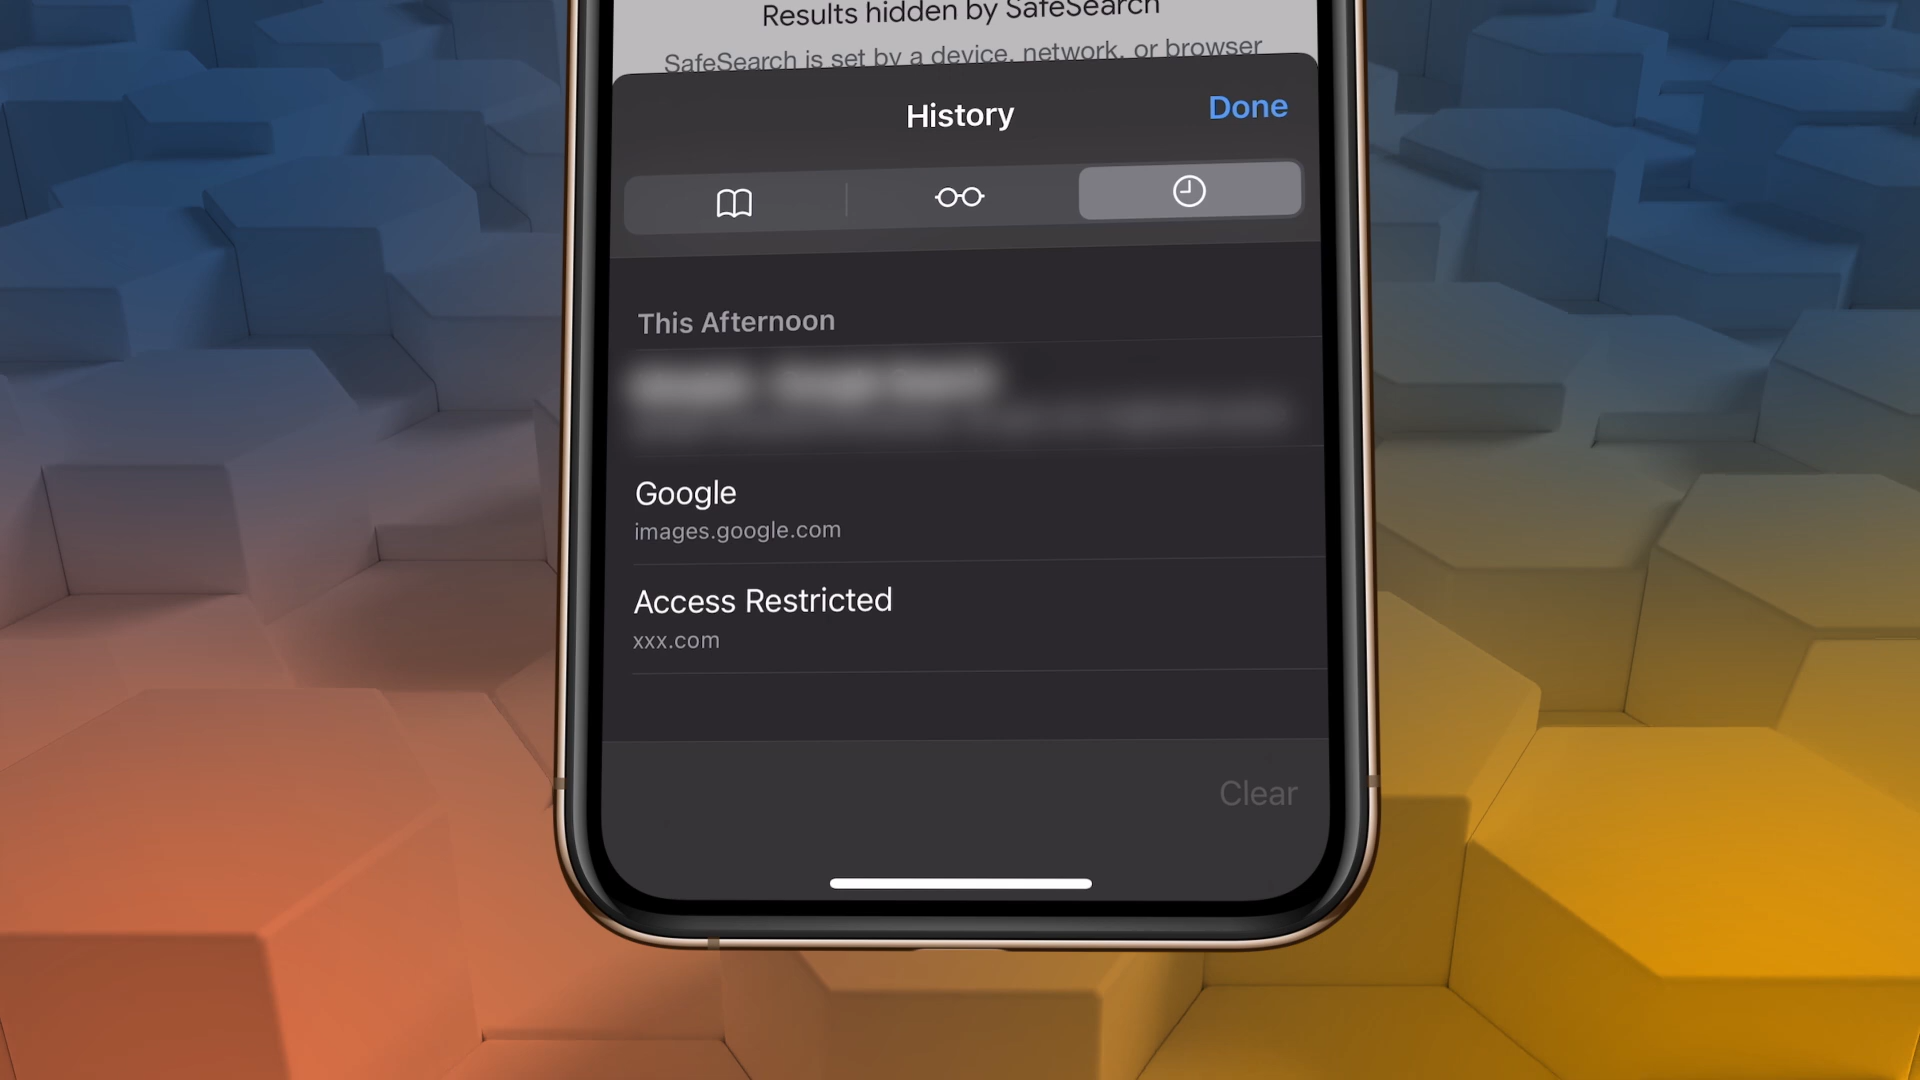 Results hidden by SafeSearch
SafeSearch is set by a device, network, or browser
History
Done
This Afternoon
Google
images.google.com
Access Restricted
xxx.com
Clear